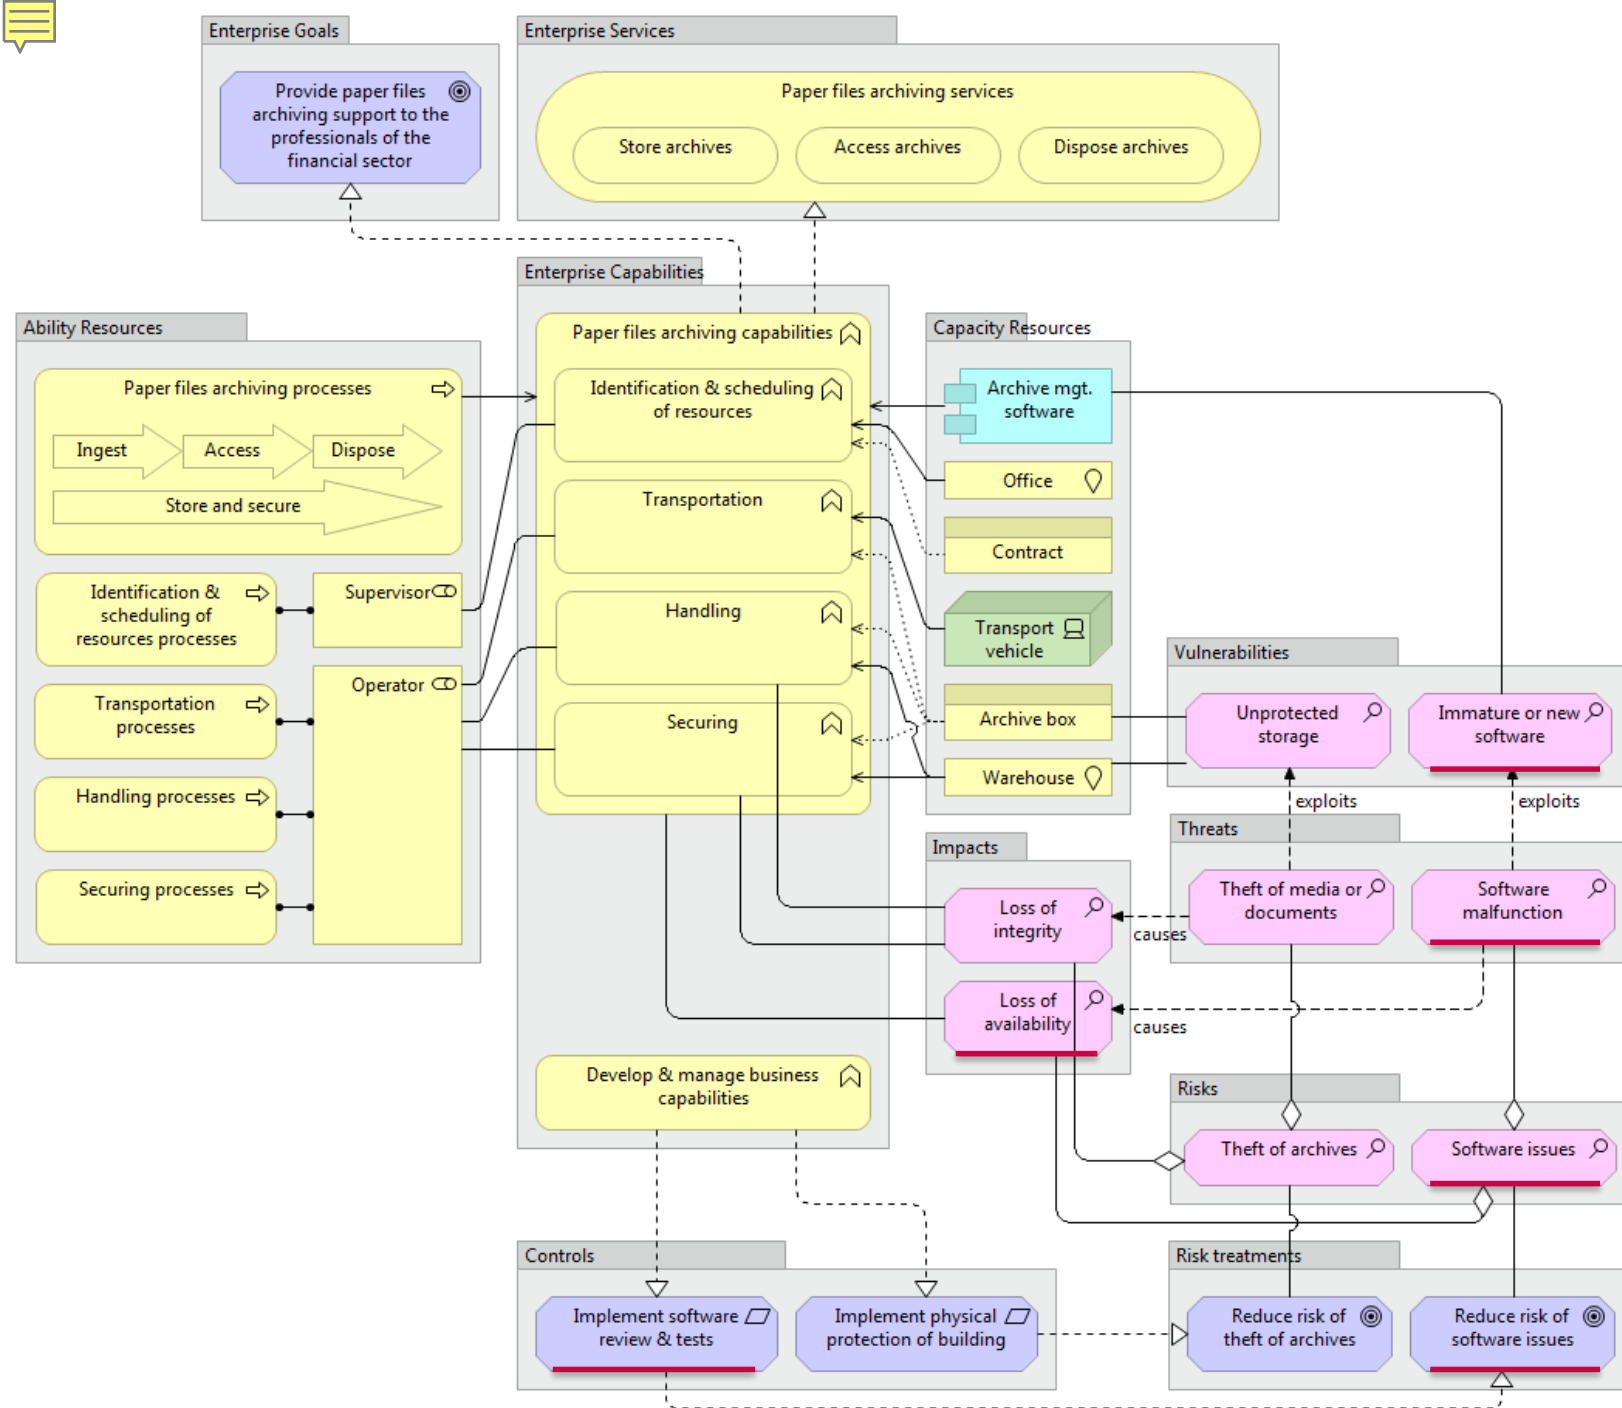 Enterprise Goals
Provide paper files
archiving support to the
professionals of the
financial sector
Enterprise Services
Paper files archiving services
Store archives
Access archives
Dispose archives
Ability Resources
Paper files archiving processes
Ingest
Access
Dispose
Store and secure
Identification &
scheduling of
resources processes
Supervisor
Transportation
processes
Operator
Handling processes
Securing processes
Enterprise Capabilities
Paper files archiving capabilities
Identification & scheduling
of resources
Transportation
Handling
Securing
Develop & manage business
capabilities
Capacity Resources
Archive mgt.
software
Office
Contract
Transport
vehicle
Archive box
Warehouse
Vulnerabilities
Unprotected
storage
Immature or new
software
exploits
exploits
Threats
Theft of media or
documents
Software
malfunction
causes
causes
Impacts
Loss of
integrity
Loss of
availability
Risks
Theft of archives
Software issues
Controls
Implement software
review & tests
Implement physical
protection of building
Risk treatments
Reduce risk of
theft of archives
Reduce risk of
software issues